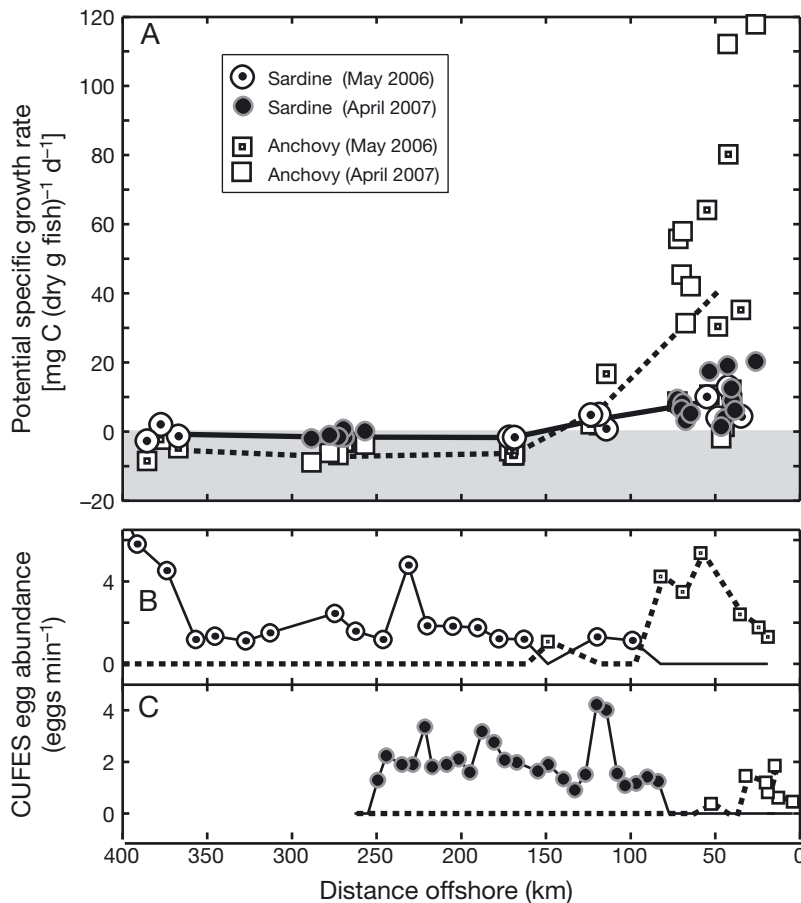 A
120
100
80
60
40
20
0
–20
Potential specific growth rate
[mg C (dry g fish)⁻¹ d⁻¹]
Sardine (May 2006)
Sardine (April 2007)
Anchovy (May 2006)
Anchovy (April 2007)
B
4
0
C
4
2
0
CUFES egg abundance
(eggs min⁻¹)
400 350 300 250 200 150 100 50 0
Distance offshore (km)